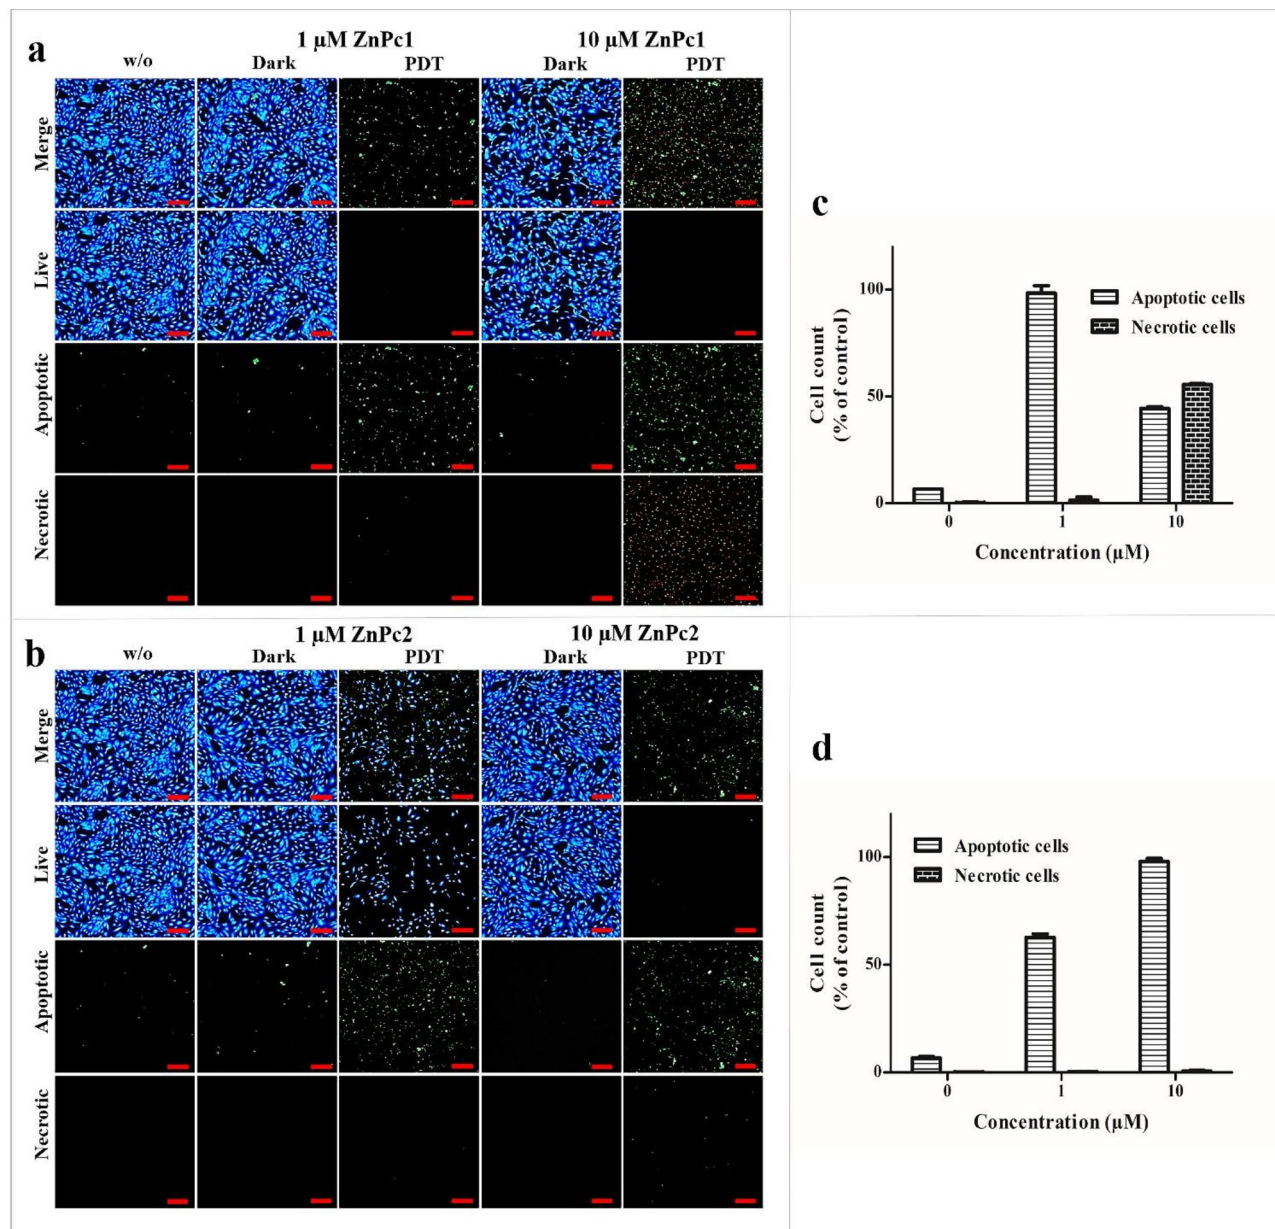 a
1 μM ZnPc1 10 μM ZnPc1
w/o Dark PDT Dark PDT
Merge
Live
Apoptotic
Necrotic
b
1 μM ZnPc2 10 μM ZnPc2
w/o Dark PDT Dark PDT
Merge
Live
Apoptotic
Necrotic
c
Cell count
(% of control)
100
50
0
Apoptotic cells
Necrotic cells
0 1 10
Concentration (μM)
d
Cell count
(% of control)
100
50
0
Apoptotic cells
Necrotic cells
0 1 10
Concentration (μM)